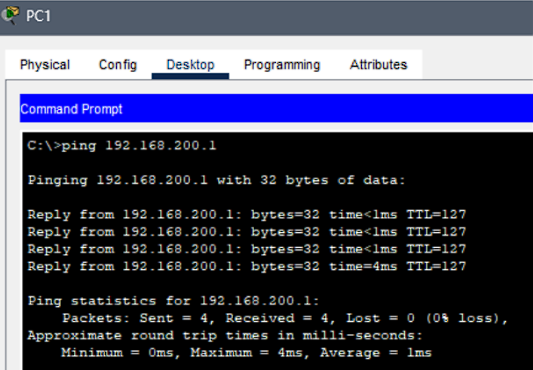 PC1
Physical Config Desktop Programming Attributes
Command Prompt
C:\>ping 192.168.200.1
Pinging 192.168.200.1 with 32 bytes of data:
Reply from 192.168.200.1: bytes=32 time<1ms TTL=127
Reply from 192.168.200.1: bytes=32 time<1ms TTL=127
Reply from 192.168.200.1: bytes=32 time<1ms TTL=127
Reply from 192.168.200.1: bytes=32 time=4ms TTL=127
Ping statistics for 192.168.200.1:
Packets: Sent = 4, Received = 4, Lost = 0 (0% loss),
Approximate round trip times in milli-seconds:
Minimum = 0ms, Maximum = 4ms, Average = 1ms